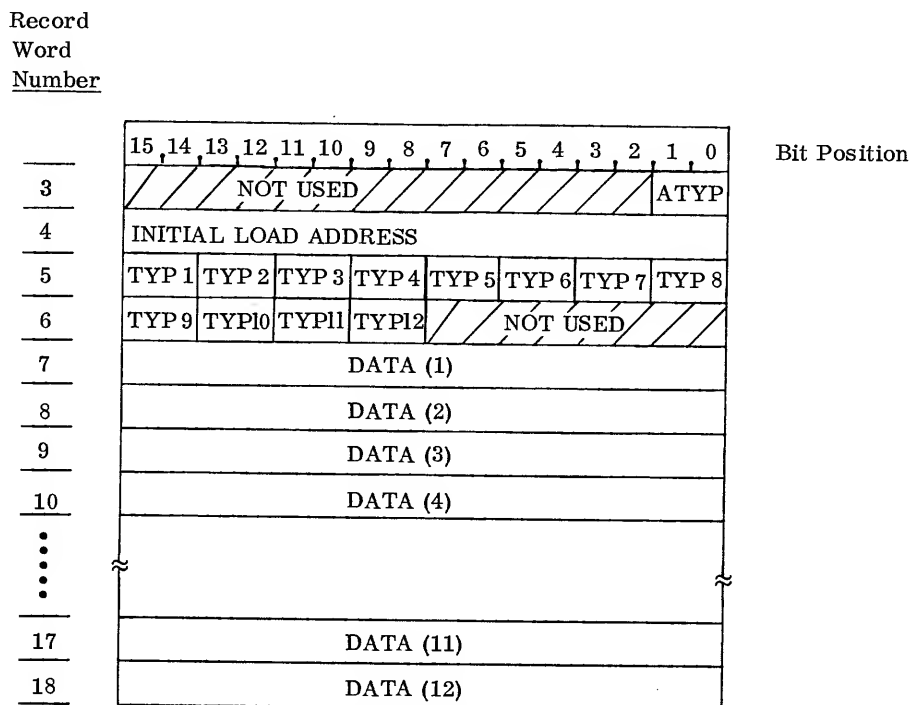 Record
Word
Number
15 14 13 12 11 10 9 8 7 6 5 4 3 2 1 0 Bit Position
3 NOT USED ATYP
4 INITIAL LOAD ADDRESS
5 TYP 1 TYP 2 TYP 3 TYP 4 TYP 5 TYP 6 TYP 7 TYP 8
6 TYP 9 TYP10 TYP11 TYP12 NOT USED
7 DATA (1)
8 DATA (2)
9 DATA (3)
10 DATA (4)
17 DATA (11)
18 DATA (12)